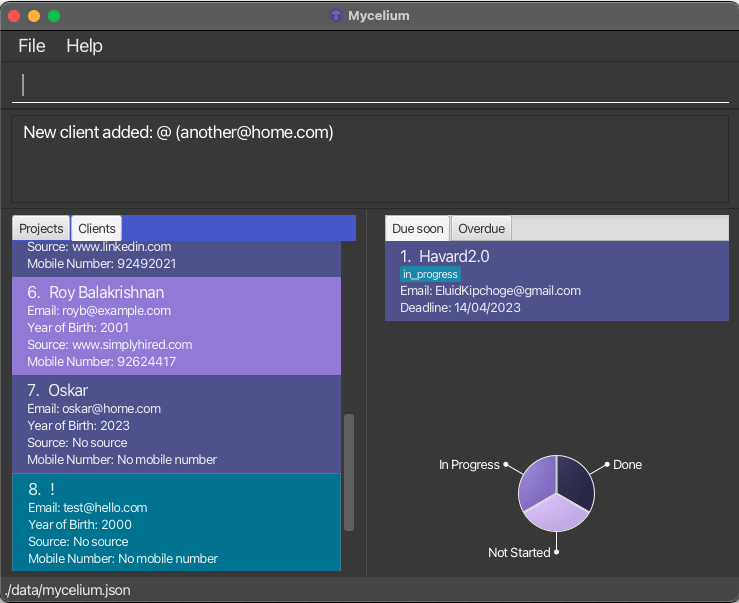 Mycelium
File Help
New client added: @ (another@home.com)
Projects Clients
Source: www.linkedin.com
Mobile Number: 92492021
6. Roy Balakrishnan
Email: royb@example.com
Year of Birth: 2001
Source: www.simplyhired.com
Mobile Number: 92624417
7. Oskar
Email: oskar@home.com
Year of Birth: 2023
Source: No source
Mobile Number: No mobile number
8. !
Email: test@hello.com
Year of Birth: 2000
Source: No source
Mobile Number: No mobile number
Due soon Overdue
1. Havard2.0
in_progress
Email: EluidKipchoge@gmail.com
Deadline: 14/04/2023
In Progress
Done
Not Started
./data/mycelium.json